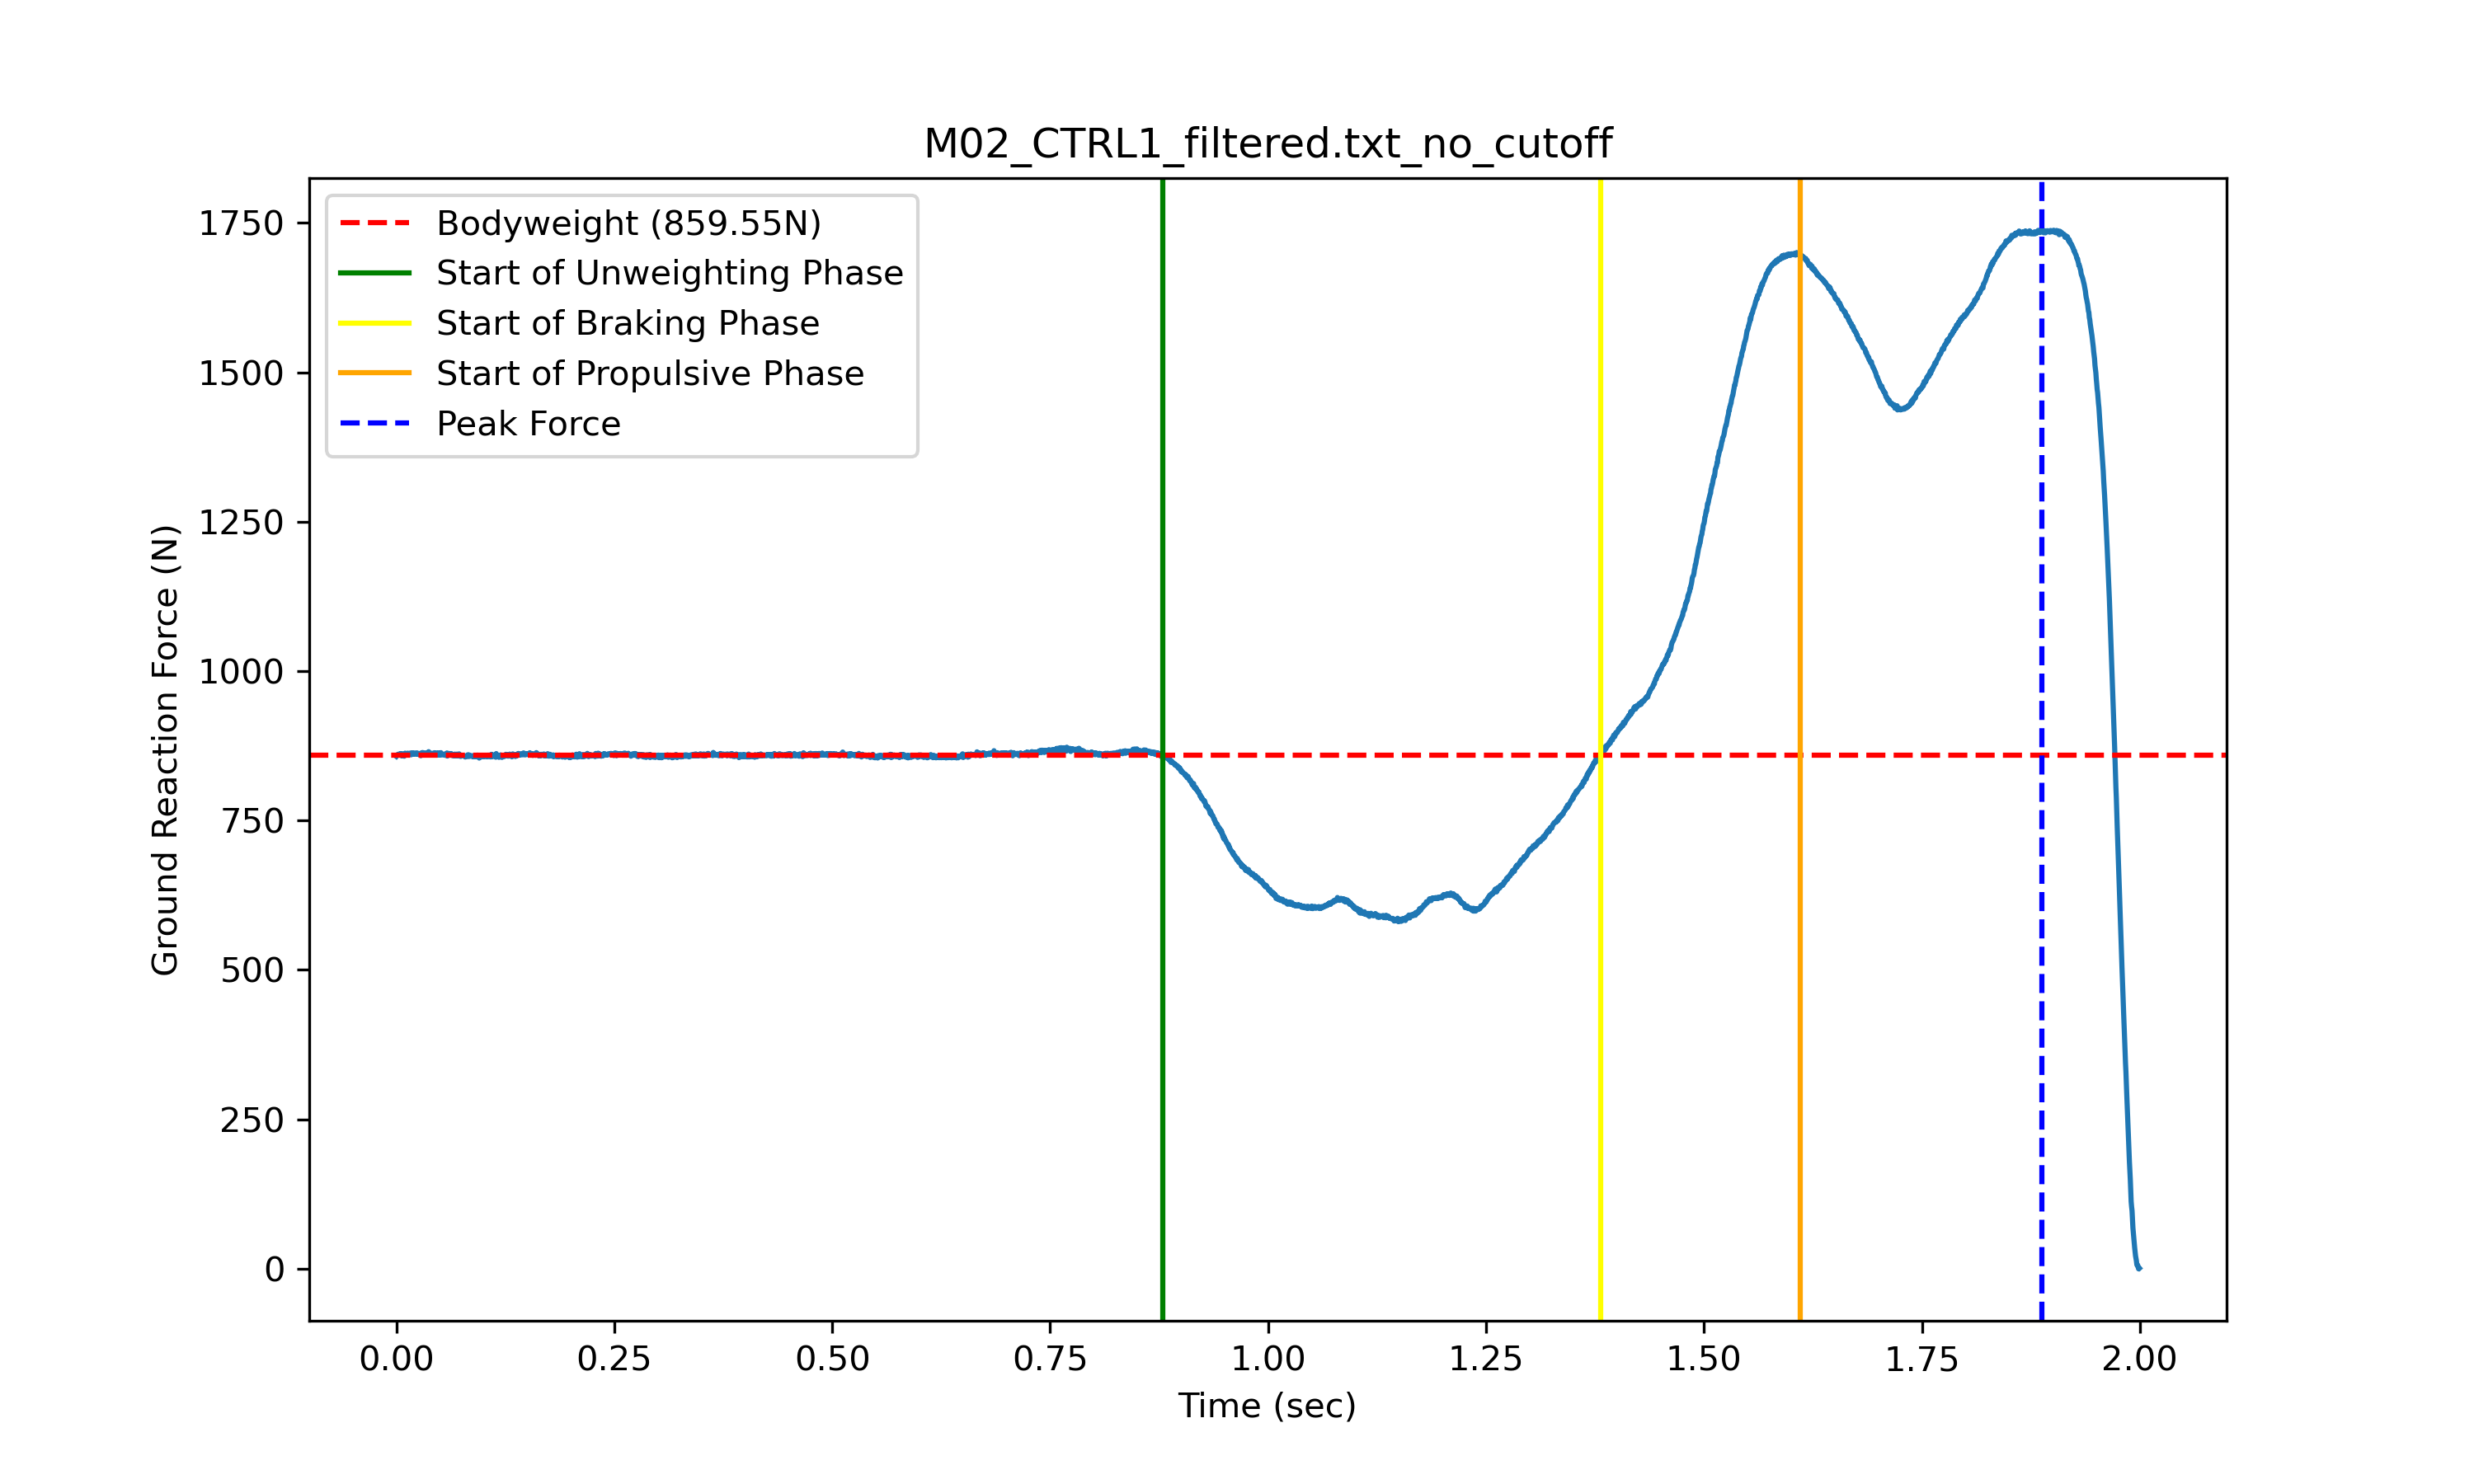 M02_CTRL1_filtered.txt_no_cutoff
Bodyweight (859.55N)
Start of Unweighting Phase
Start of Braking Phase
Start of Propulsive Phase
Peak Force
Ground Reaction Force (N)
1750
1500
1250
1000
750
500
250
0
0.00 0.25 0.50 0.75 1.00 1.25 1.50 1.75 2.00
Time (sec)